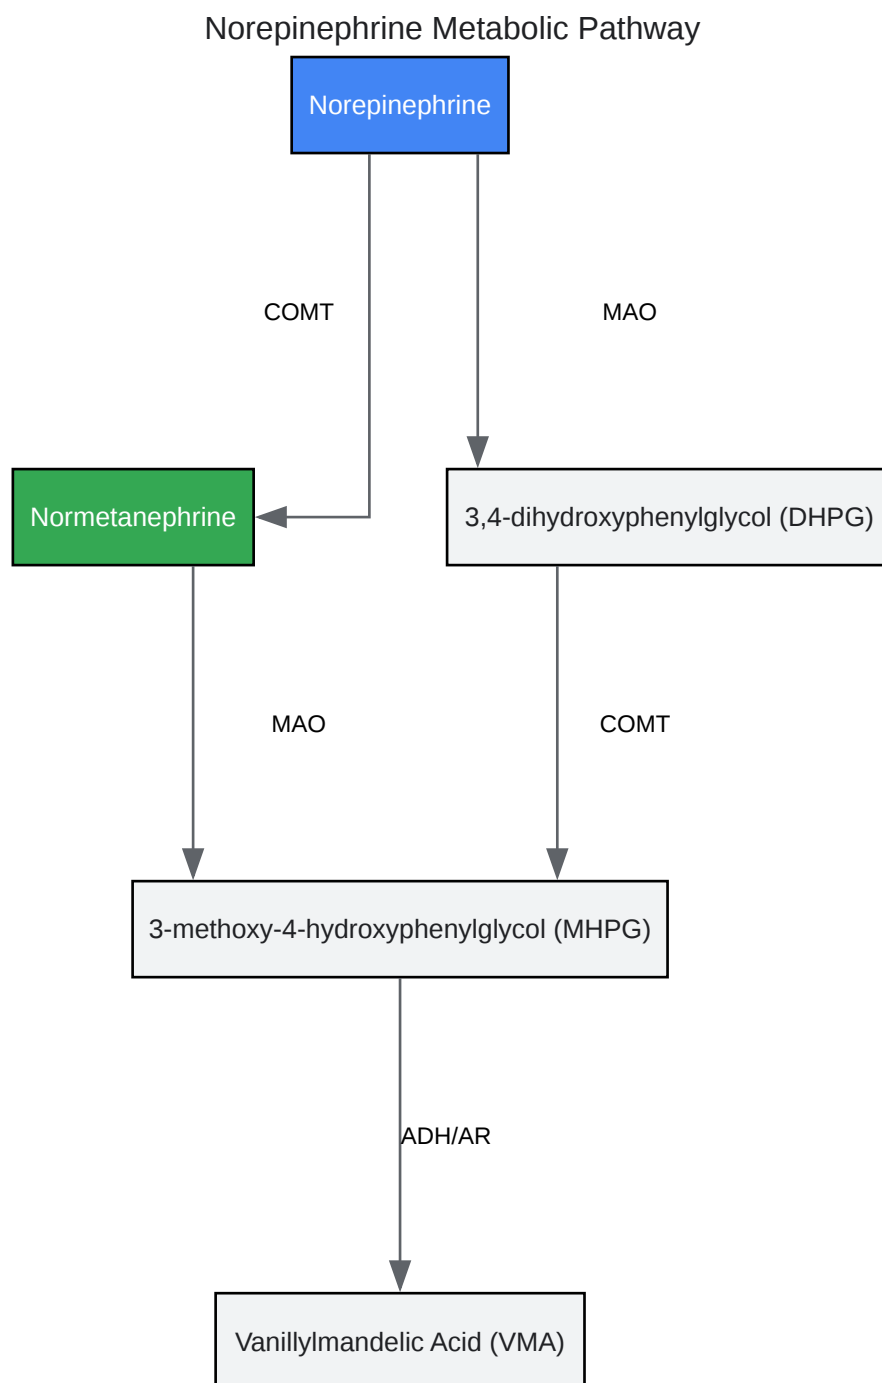 Norepinephrine Metabolic Pathway
Norepinephrine
COMT
MAO
Normetanephrine
3,4-dihydroxyphenylglycol (DHPG)
MAO
COMT
3-methoxy-4-hydroxyphenylglycol (MHPG)
ADH/AR
Vanillylmandelic Acid (VMA)